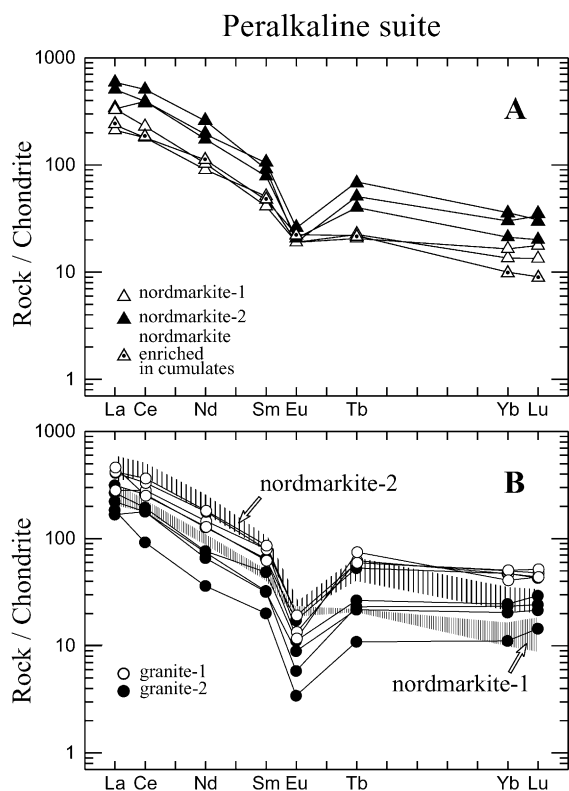 Peralkaline suite
1000
A
100
Rock / Chondrite
10
nordmarkite-1
nordmarkite-2
nordmarkite
enriched
in cumulates
1
La Ce Nd Sm Eu Tb Yb Lu
1000
nordmarkite-2
B
100
Rock / Chondrite
10
granite-1
granite-2
nordmarkite-1
1
La Ce Nd Sm Eu Tb Yb Lu